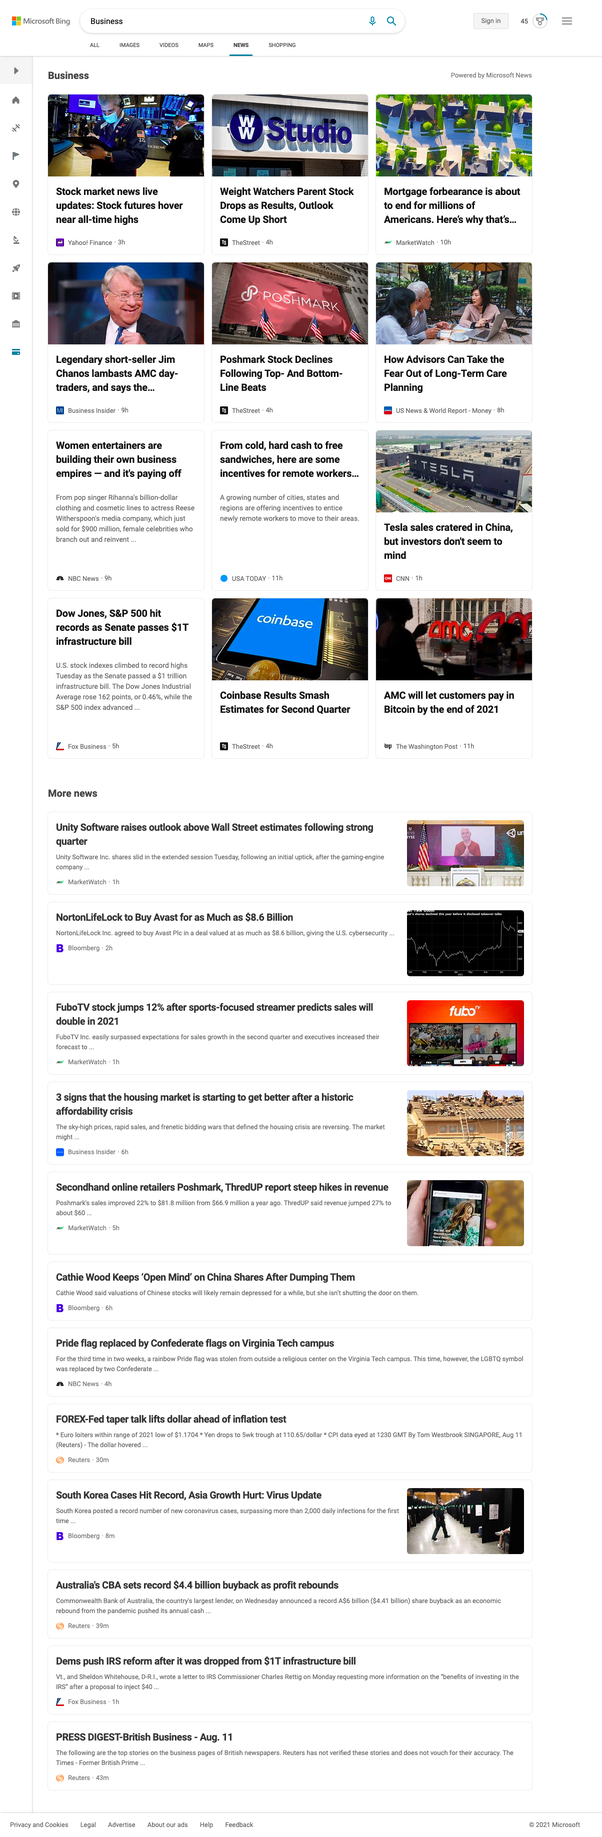 Microsoft Bing
Business
Sign in
45
ALL IMAGES VIDEOS MAPS NEWS SHOPPING
Business
Powered by Microsoft News
Stock market news live
updates: Stock futures hover
near all-time highs
Yahoo! Finance · 3h
W
W
Studio
Weight Watchers Parent Stock
Drops as Results, Outlook
Come Up Short
TheStreet · 4h
Mortgage forbearance is about
to end for millions of
Americans. Here's why that's...
MarketWatch · 10h
Legendary short-seller Jim
Chanos lambasts AMC day-
traders, and says the...
Business Insider · 9h
POSHMARK
Poshmark Stock Declines
Following Top- And Bottom-
Line Beats
TheStreet · 4h
How Advisors Can Take the
Fear Out of Long-Term Care
Planning
US News & World Report - Money · 8h
Women entertainers are
building their own business
empires — and it's paying off
From pop singer Rihanna's billion-dollar
clothing and cosmetic lines to actress Reese
Witherspoon's media company, which just
sold for $900 million, female celebrities who
branch out and reinvent ...
NBC News · 9h
From cold, hard cash to free
sandwiches, here are some
incentives for remote workers...
A growing number of cities, states and
regions are offering incentives to entice
newly remote workers to move to their areas.
USA TODAY · 11h
TESLA
Tesla sales cratered in China,
but investors don't seem to
mind
CNN · 1h
Dow Jones, S&P 500 hit
records as Senate passes $1T
infrastructure bill
U.S. stock indexes climbed to record highs
Tuesday as the Senate passed a $1 trillion
infrastructure bill. The Dow Jones Industrial
Average rose 162 points, or 0.46%, while the
S&P 500 index advanced ...
Fox Business · 5h
coinbase
Coinbase Results Smash
Estimates for Second Quarter
TheStreet · 4h
amc
AMC will let customers pay in
Bitcoin by the end of 2021
The Washington Post · 11h
More news
Unity Software raises outlook above Wall Street estimates following strong
quarter
Unity Software Inc. shares slid in the extended session Tuesday, following an initial uptick, after the gaming-engine
company ...
MarketWatch · 1h
NortonLifeLock to Buy Avast for as Much as $8.6 Billion
NortonLifeLock Inc. agreed to buy Avast Plc in a deal valued at as much as $8.6 billion, giving the U.S. cybersecurity ...
Bloomberg · 2h
FuboTV stock jumps 12% after sports-focused streamer predicts sales will
double in 2021
FuboTV Inc. easily surpassed expectations for sales growth in the second quarter and executives increased their
forecast to ...
MarketWatch · 1h
fubo TV
3 signs that the housing market is starting to get better after a historic
affordability crisis
The sky-high prices, rapid sales, and frenetic bidding wars that defined the housing crisis are reversing. The market
might ...
Business Insider · 6h
Secondhand online retailers Poshmark, ThredUP report steep hikes in revenue
Poshmark's sales improved 22% to $81.8 million from $66.9 million a year ago. ThredUP said revenue jumped 27% to
about $60 ...
MarketWatch · 5h
Cathie Wood Keeps 'Open Mind' on China Shares After Dumping Them
Cathie Wood said valuations of Chinese stocks will likely remain depressed for a while, but she isn't shutting the door on them.
Bloomberg · 6h
Pride flag replaced by Confederate flags on Virginia Tech campus
For the third time in two weeks, a rainbow Pride flag was stolen from outside a religious center on the Virginia Tech campus. This time, however, the LGBTQ symbol
was replaced by two Confederate ...
NBC News · 4h
FOREX-Fed taper talk lifts dollar ahead of inflation test
* Euro loiters within range of 2021 low of $1.1704 * Yen drops to 5wk trough at 110.65/dollar * CPI data eyed at 1230 GMT By Tom Westbrook SINGAPORE, Aug 11
(Reuters) - The dollar hovered ...
Reuters · 30m
South Korea Cases Hit Record, Asia Growth Hurt: Virus Update
South Korea posted a record number of new coronavirus cases, surpassing more than 2,000 daily infections for the first
time ...
Bloomberg · 8m
Australia's CBA sets record $4.4 billion buyback as profit rebounds
Commonwealth Bank of Australia, the country's largest lender, on Wednesday announced a record A$6 billion ($4.41 billion) share buyback as an economic
rebound from the pandemic pushed its annual cash ...
Reuters · 39m
Dems push IRS reform after it was dropped from $1T infrastructure bill
Vt., and Sheldon Whitehouse, D-R.I., wrote a letter to IRS Commissioner Charles Rettig on Monday requesting more information on the "benefits of investing in the
IRS" after a proposal to inject $40 ...
Fox Business · 1h
PRESS DIGEST-British Business - Aug. 11
The following are the top stories on the business pages of British newspapers. Reuters has not verified these stories and does not vouch for their accuracy. The
Times - Former British Prime ...
Reuters · 43m
Privacy and Cookies Legal Advertise About our ads Help Feedback
© 2021 Microsoft